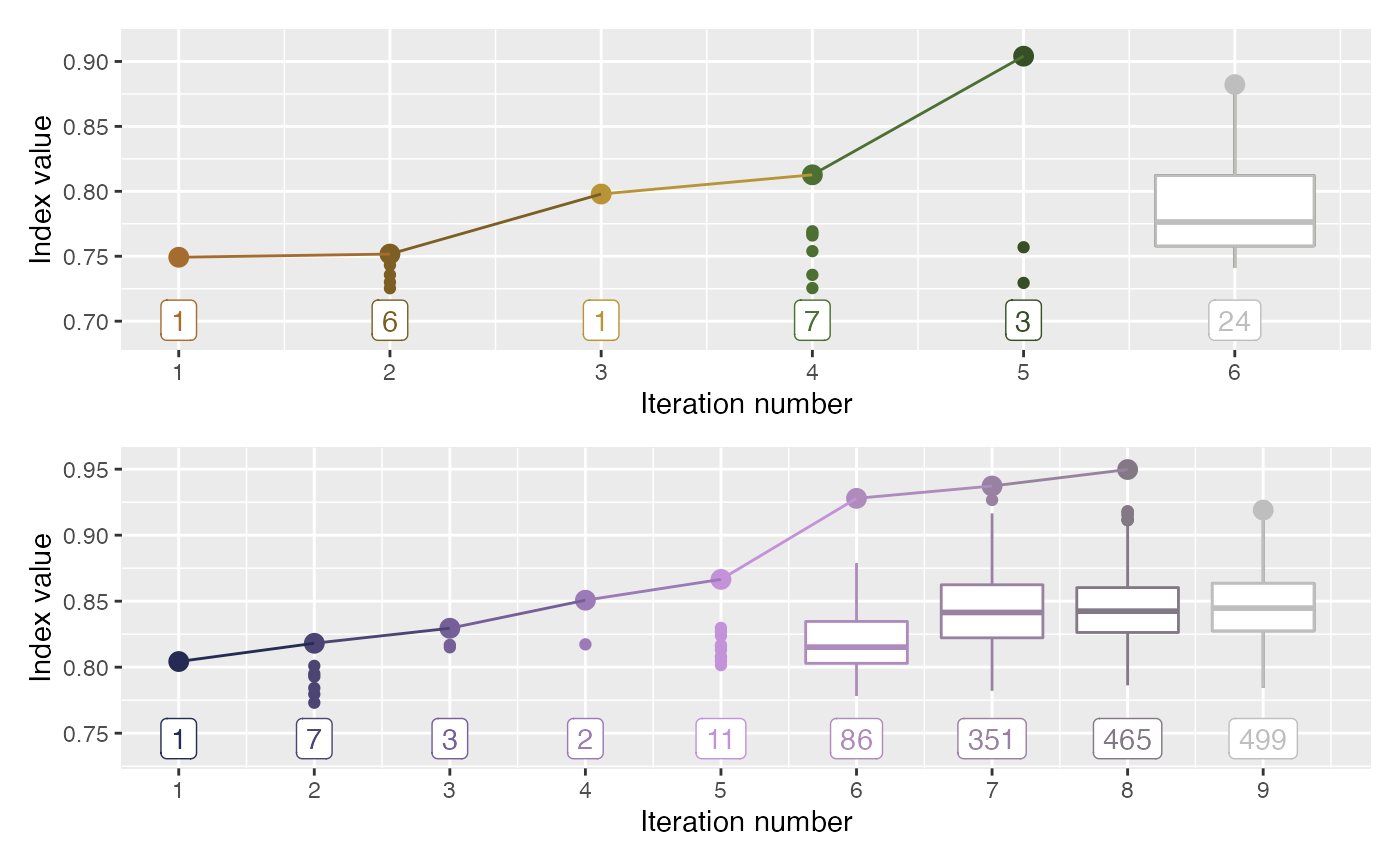 Index value
0.90
0.85
0.80
0.75
0.70
1 6 1 7 3 24
1 2 3 4 5 6
Iteration number
Index value
0.95
0.90
0.85
0.80
0.75
1 7 3 2 11 86 351 465 499
1 2 3 4 5 6 7 8 9
Iteration number